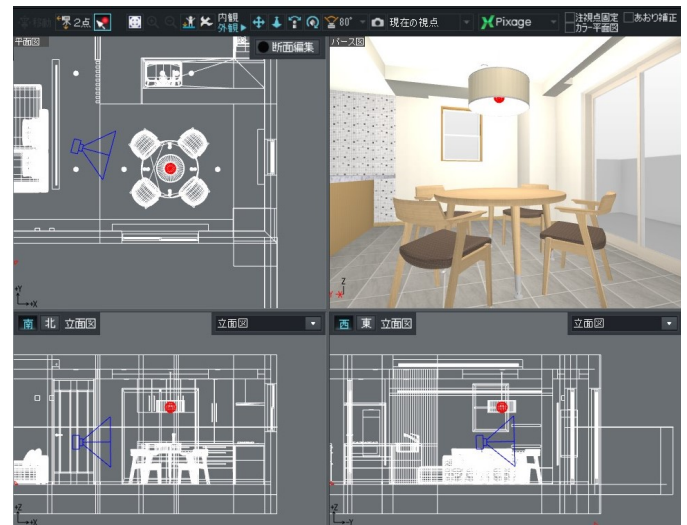 2点 内観 外観 80° 現在の視点 Pixage 注視点固定 カラー平面図 あおり補正
平面図
断面編集
パース図
+Y
+X
Z
Y
X
南 北 立面図
立面図
西 東 立面図
立面図
+Z
+X
+Z
-Y